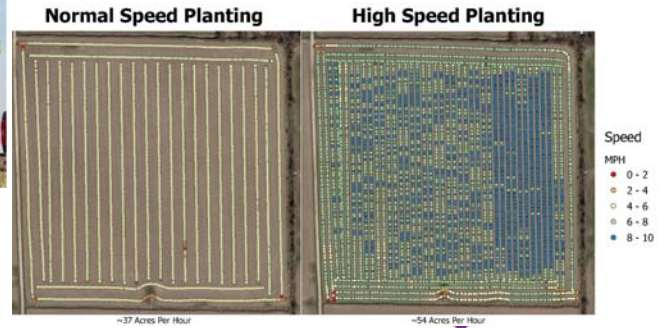 Normal Speed Planting
High Speed Planting
Speed
MPH
0 - 2
2 - 4
4 - 6
6 - 8
8 - 10
~37 Acres Per Hour
~54 Acres Per Hour